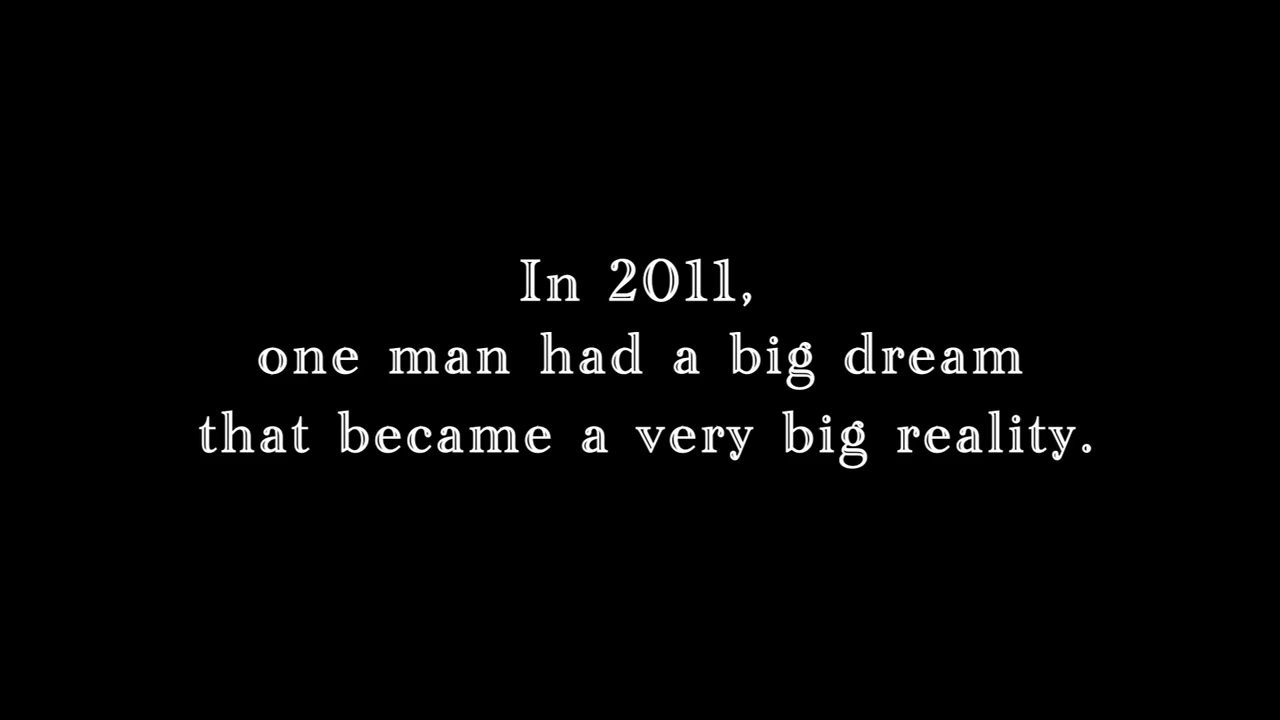 In 2011,
one man had a big dream
that became a very big reality.